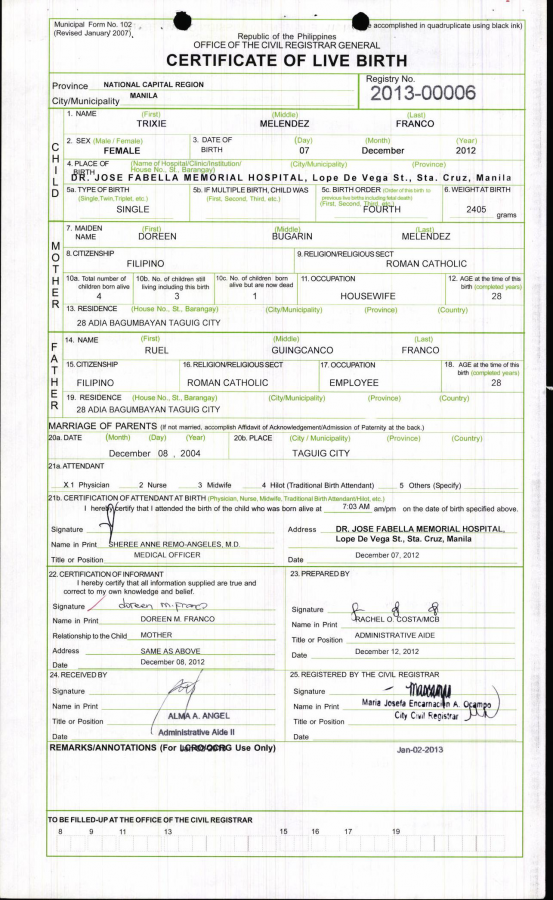 Municipal Form No. 102
(Revised January 2007)
accomplished in quadruplicate using black ink)
Republic of the Philippines
OFFICE OF THE CIVIL REGISTRAR GENERAL
CERTIFICATE OF LIVE BIRTH
Province NATIONAL CAPITAL REGION
City/Municipality MANILA
Registry No.
2013-00006
CHILD
1. NAME (First) (Middle) (Last)
TRIXIE MELENDEZ FRANCO
2. SEX (Male / Female) 3. DATE OF BIRTH (Day) (Month) (Year)
FEMALE 07 December 2012
4. PLACE OF BIRTH (Name of Hospital/Clinic/Institution/ House No., St., Barangay) (City/Municipality) (Province)
DR. JOSE FABELLA MEMORIAL HOSPITAL, Lope De Vega St., Sta. Cruz, Manila
5a. TYPE OF BIRTH (Single,Twin,Triplet, etc.) 5b. IF MULTIPLE BIRTH, CHILD WAS (First, Second, Third, etc.) 5c. BIRTH ORDER (Order of this birth to previous live births including fetal death) (First, Second, Third, etc.) 6. WEIGHT AT BIRTH
SINGLE FOURTH 2405 grams
MOTHER
7. MAIDEN NAME (First) (Middle) (Last)
DOREEN BUGARIN MELENDEZ
8. CITIZENSHIP 9. RELIGION/RELIGIOUS SECT
FILIPINO ROMAN CATHOLIC
10a. Total number of children born alive 10b. No. of children still living including this birth 10c. No. of children born alive but are now dead 11. OCCUPATION 12. AGE at the time of this birth (completed years)
4 3 1 HOUSEWIFE 28
13. RESIDENCE (House No., St., Barangay) (City/Municipality) (Province) (Country)
28 ADIA BAGUMBAYAN TAGUIG CITY
FATHER
14. NAME (First) (Middle) (Last)
RUEL GUINGCANCO FRANCO
15. CITIZENSHIP 16. RELIGION/RELIGIOUS SECT 17. OCCUPATION 18. AGE at the time of this birth (completed years)
FILIPINO ROMAN CATHOLIC EMPLOYEE 28
19. RESIDENCE (House No., St., Barangay) (City/Municipality) (Province) (Country)
28 ADIA BAGUMBAYAN TAGUIG CITY
MARRIAGE OF PARENTS (If not married, accomplish Affidavit of Acknowledgement/Admission of Paternity at the back.)
20a. DATE (Month) (Day) (Year) 20b. PLACE (City / Municipality) (Province) (Country)
December 08 , 2004 TAGUIG CITY
21a. ATTENDANT
X 1 Physician 2 Nurse 3 Midwife 4 Hilot (Traditional Birth Attendant) 5 Others (Specify)
21b. CERTIFICATION OF ATTENDANT AT BIRTH (Physician, Nurse, Midwife, Traditional Birth Attendant/Hilot, etc.)
I hereby certify that I attended the birth of the child who was born alive at 7:03 AM am/pm on the date of birth specified above.
Signature
Name in Print SHEREE ANNE REMO-ANGELES, M.D.
Title or Position MEDICAL OFFICER
Address DR. JOSE FABELLA MEMORIAL HOSPITAL,
Lope De Vega St., Sta. Cruz, Manila
Date December 07, 2012
22. CERTIFICATION OF INFORMANT
I hereby certify that all information supplied are true and
correct to my own knowledge and belief.
Signature doreen m. Franco
Name in Print DOREEN M. FRANCO
Relationship to the Child MOTHER
Address SAME AS ABOVE
Date December 08, 2012
23. PREPARED BY
Signature
Name in Print RACHEL O. COSTA/MCB
Title or Position ADMINISTRATIVE AIDE
Date December 12, 2012
24. RECEIVED BY
Signature
Name in Print
ALMA A. ANGEL
Title or Position
Administrative Aide II
Date
25. REGISTERED BY THE CIVIL REGISTRAR
Signature
Name in Print Maria Josefa Encarnacion A. Ocampo
Title or Position City Civil Registrar
Date
REMARKS/ANNOTATIONS (For LCRO/OCRG Use Only)
Jan-02-2013
TO BE FILLED-UP AT THE OFFICE OF THE CIVIL REGISTRAR
8 9 11 13 15 16 17 19